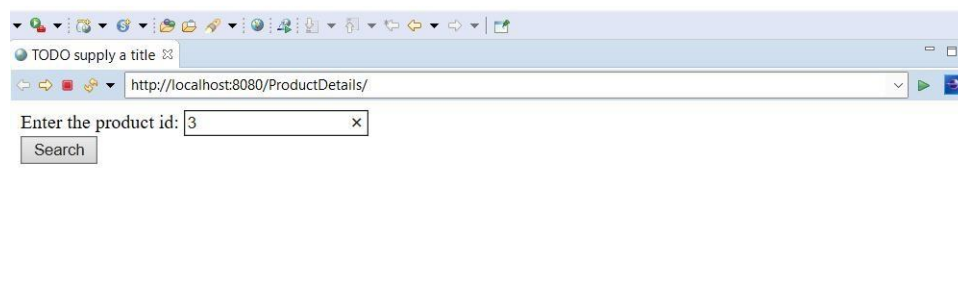 TODO supply a title
http://localhost:8080/ProductDetails/
Enter the product id: 3
Search